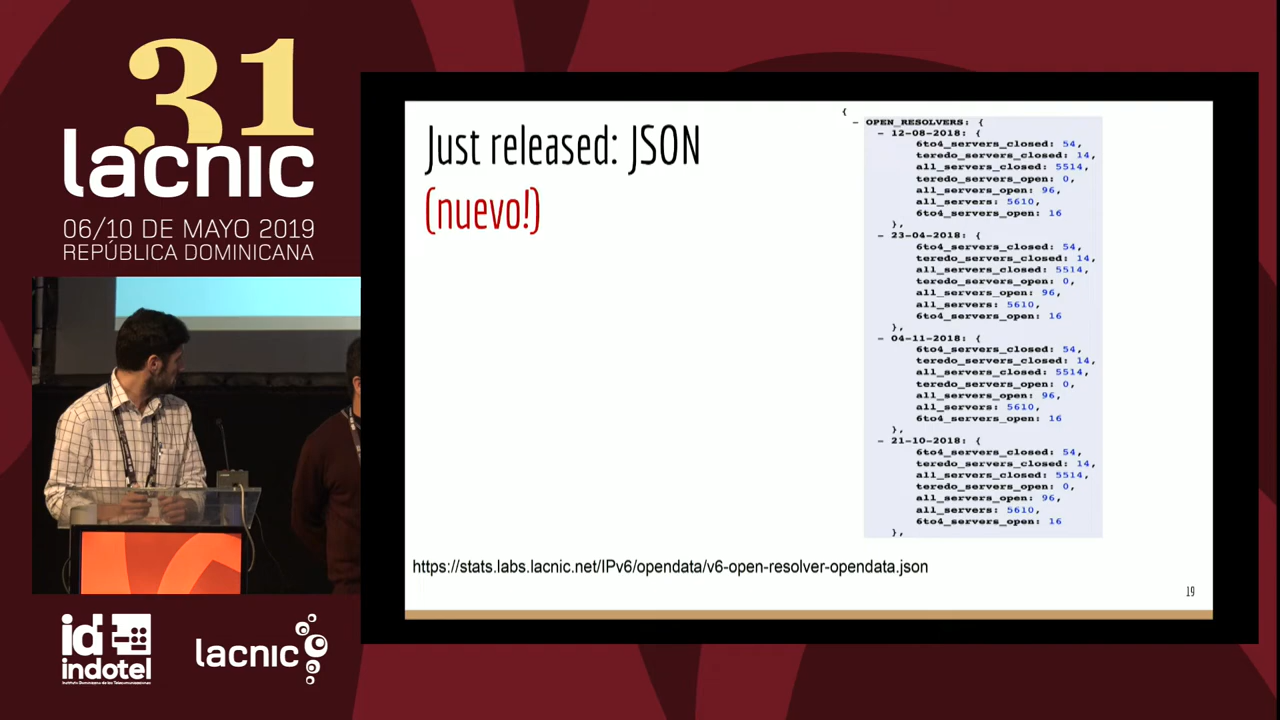 31
lacnic
06/10 DE MAYO 2019
REPÚBLICA DOMINICANA
Just released: JSON
(nuevo!)
{
– OPEN_RESOLVERS: {
– 12-08-2018: {
6to4_servers_closed: 54,
teredo_servers_closed: 14,
all_servers_closed: 5514,
teredo_servers_open: 0,
all_servers_open: 96,
all_servers: 5610,
6to4_servers_open: 16
},
– 23-04-2018: {
6to4_servers_closed: 54,
teredo_servers_closed: 14,
all_servers_closed: 5514,
teredo_servers_open: 0,
all_servers_open: 96,
all_servers: 5610,
6to4_servers_open: 16
},
– 04-11-2018: {
6to4_servers_closed: 54,
teredo_servers_closed: 14,
all_servers_closed: 5514,
teredo_servers_open: 0,
all_servers_open: 96,
all_servers: 5610,
6to4_servers_open: 16
},
– 21-10-2018: {
6to4_servers_closed: 54,
teredo_servers_closed: 14,
all_servers_closed: 5514,
teredo_servers_open: 0,
all_servers_open: 96,
all_servers: 5610,
6to4_servers_open: 16
},
https://stats.labs.lacnic.net/IPv6/opendata/v6-open-resolver-opendata.json
19
id
indotel
Instituto Dominicano de las Telecomunicaciones
lacnic